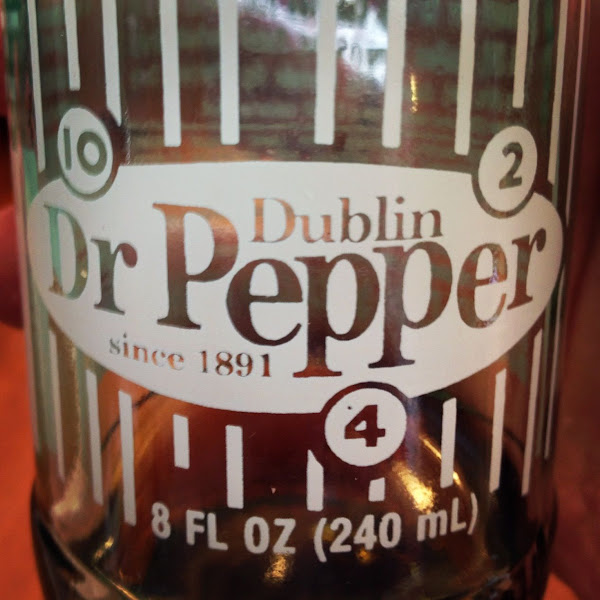 10
2
Dublin
Dr Pepper
since 1891
4
8 FL OZ (240 mL)